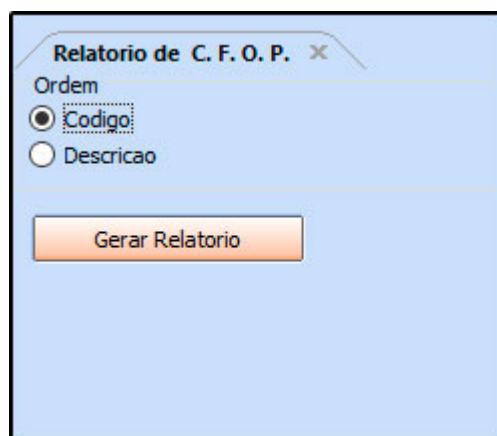 Relatorio de C. F. O. P.
Ordem
Codigo
Descricao
Gerar Relatorio